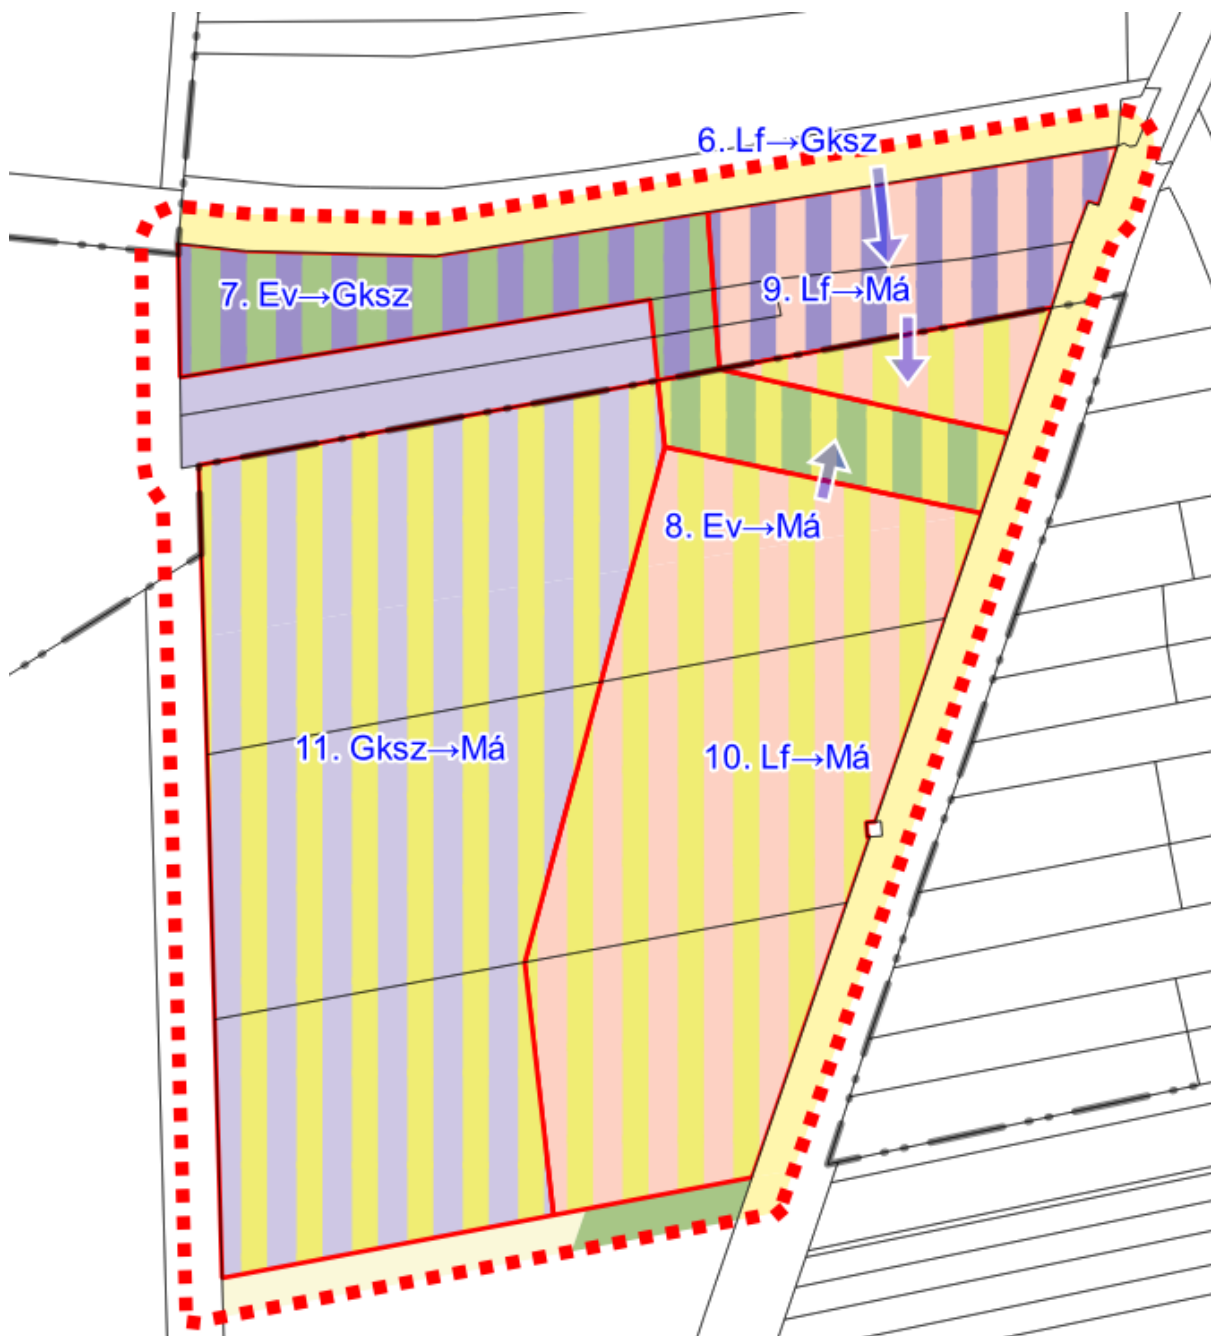 6. Lf→Gksz
7. Ev→Gksz
9. Lf→Má
8. Ev→Má
11. Gksz→Má
10. Lf→Má